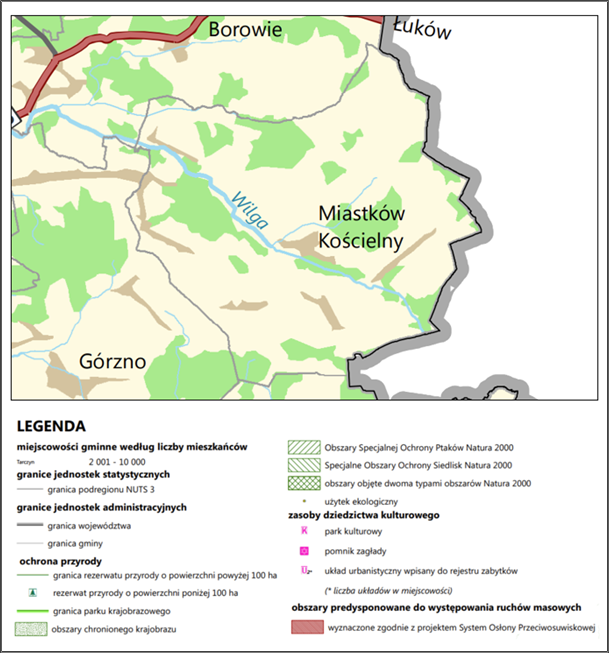 Borowie
Łuków
Wilga
Miastków
Kościelny
Górzno
LEGENDA
miejscowości gminne według liczby mieszkańców
Tarczyn 2 001 - 10 000
granice jednostek statystycznych
granica podregionu NUTS 3
granice jednostek administracyjnych
granica województwa
granica gminy
ochrona przyrody
granica rezerwatu przyrody o powierzchni powyżej 100 ha
rezerwat przyrody o powierzchni poniżej 100 ha
granica parku krajobrazowego
obszary chronionego krajobrazu
Obszary Specjalnej Ochrony Ptaków Natura 2000
Specjalne Obszary Ochrony Siedlisk Natura 2000
obszary objęte dwoma typami obszarów Natura 2000
użytek ekologiczny
zasoby dziedzictwa kulturowego
park kulturowy
pomnik zagłady
układ urbanistyczny wpisany do rejestru zabytków
(* liczba układów w miejscowości)
obszary predysponowane do występowania ruchów masowych
wyznaczone zgodnie z projektem System Osłony Przeciwosuwiskowej